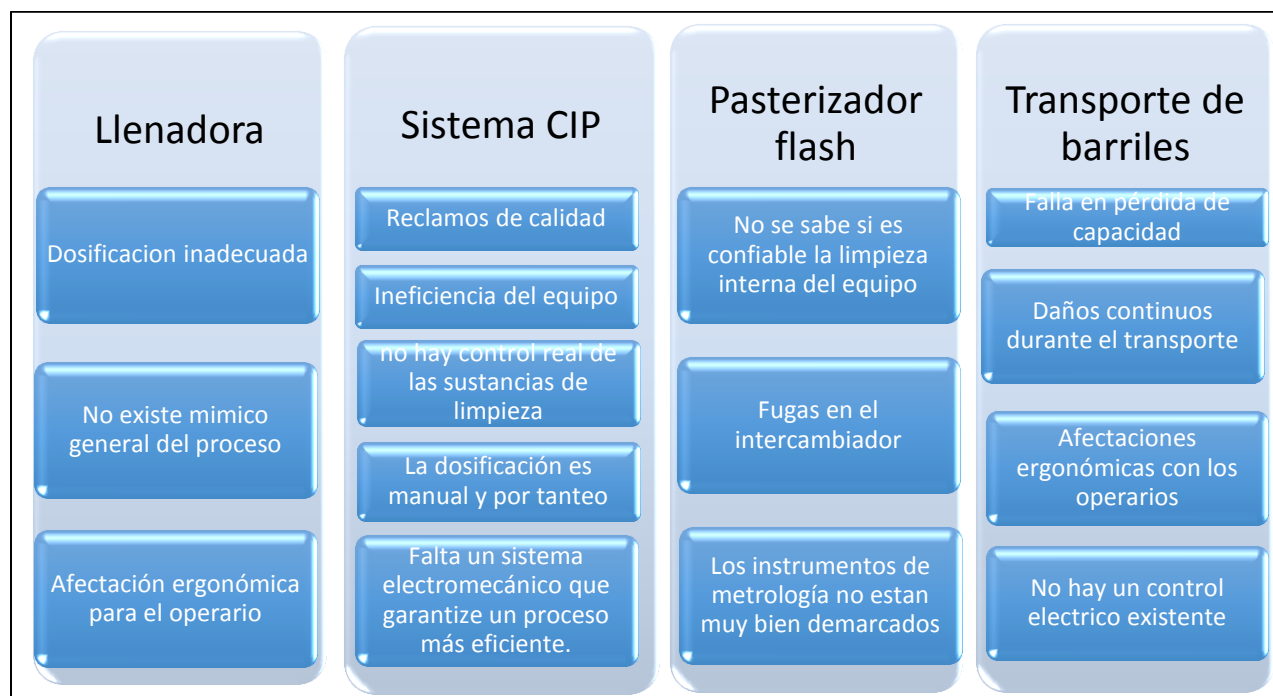 Llenadora
Dosificacion inadecuada
No existe mimico
general del proceso
Afectación ergonómica
para el operario
Sistema CIP
Reclamos de calidad
Ineficiencia del equipo
no hay control real de
las sustancias de
limpieza
La dosificación es
manual y por tanteo
Falta un sistema
electromecánico que
garantize un proceso
más eficiente.
Pasterizador
flash
No se sabe si es
confiable la limpieza
interna del equipo
Fugas en el
intercambiador
Los instrumentos de
metrología no estan
muy bien demarcados
Transporte de
barriles
Falla en pérdida de
capacidad
Daños continuos
durante el transporte
Afectaciones
ergonómicas con los
operarios
No hay un control
electrico existente